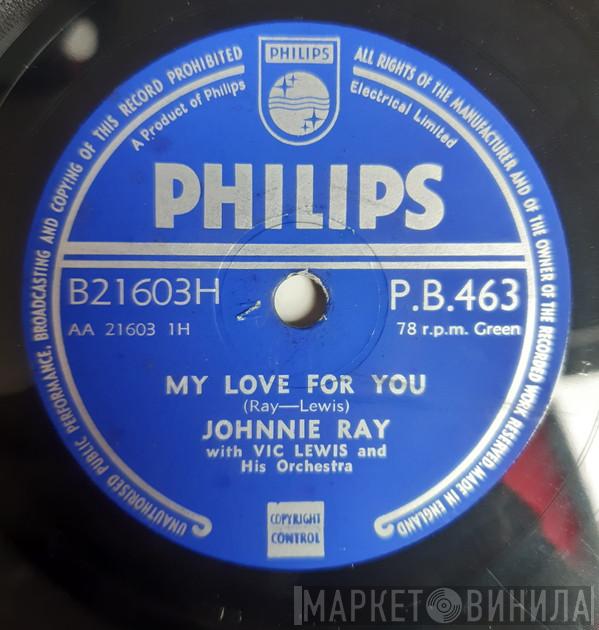 PHILIPS
UNAUTHORISED PUBLIC PERFORMANCE, BROADCASTING AND COPYING OF THIS RECORD PROHIBITED
ALL RIGHTS OF THE MANUFACTURER AND OF THE OWNER OF THE RECORDED WORK RESERVED. MADE IN ENGLAND
A Product of Philips
Electrical Limited
PHILIPS
B21603H
P.B.463
AA 21603 1H
78 r.p.m. Green
MY LOVE FOR YOU
(Ray—Lewis)
JOHNNIE RAY
with VIC LEWIS and
His Orchestra
COPYRIGHT
CONTROL
МАРКЕТ ВИНИЛА